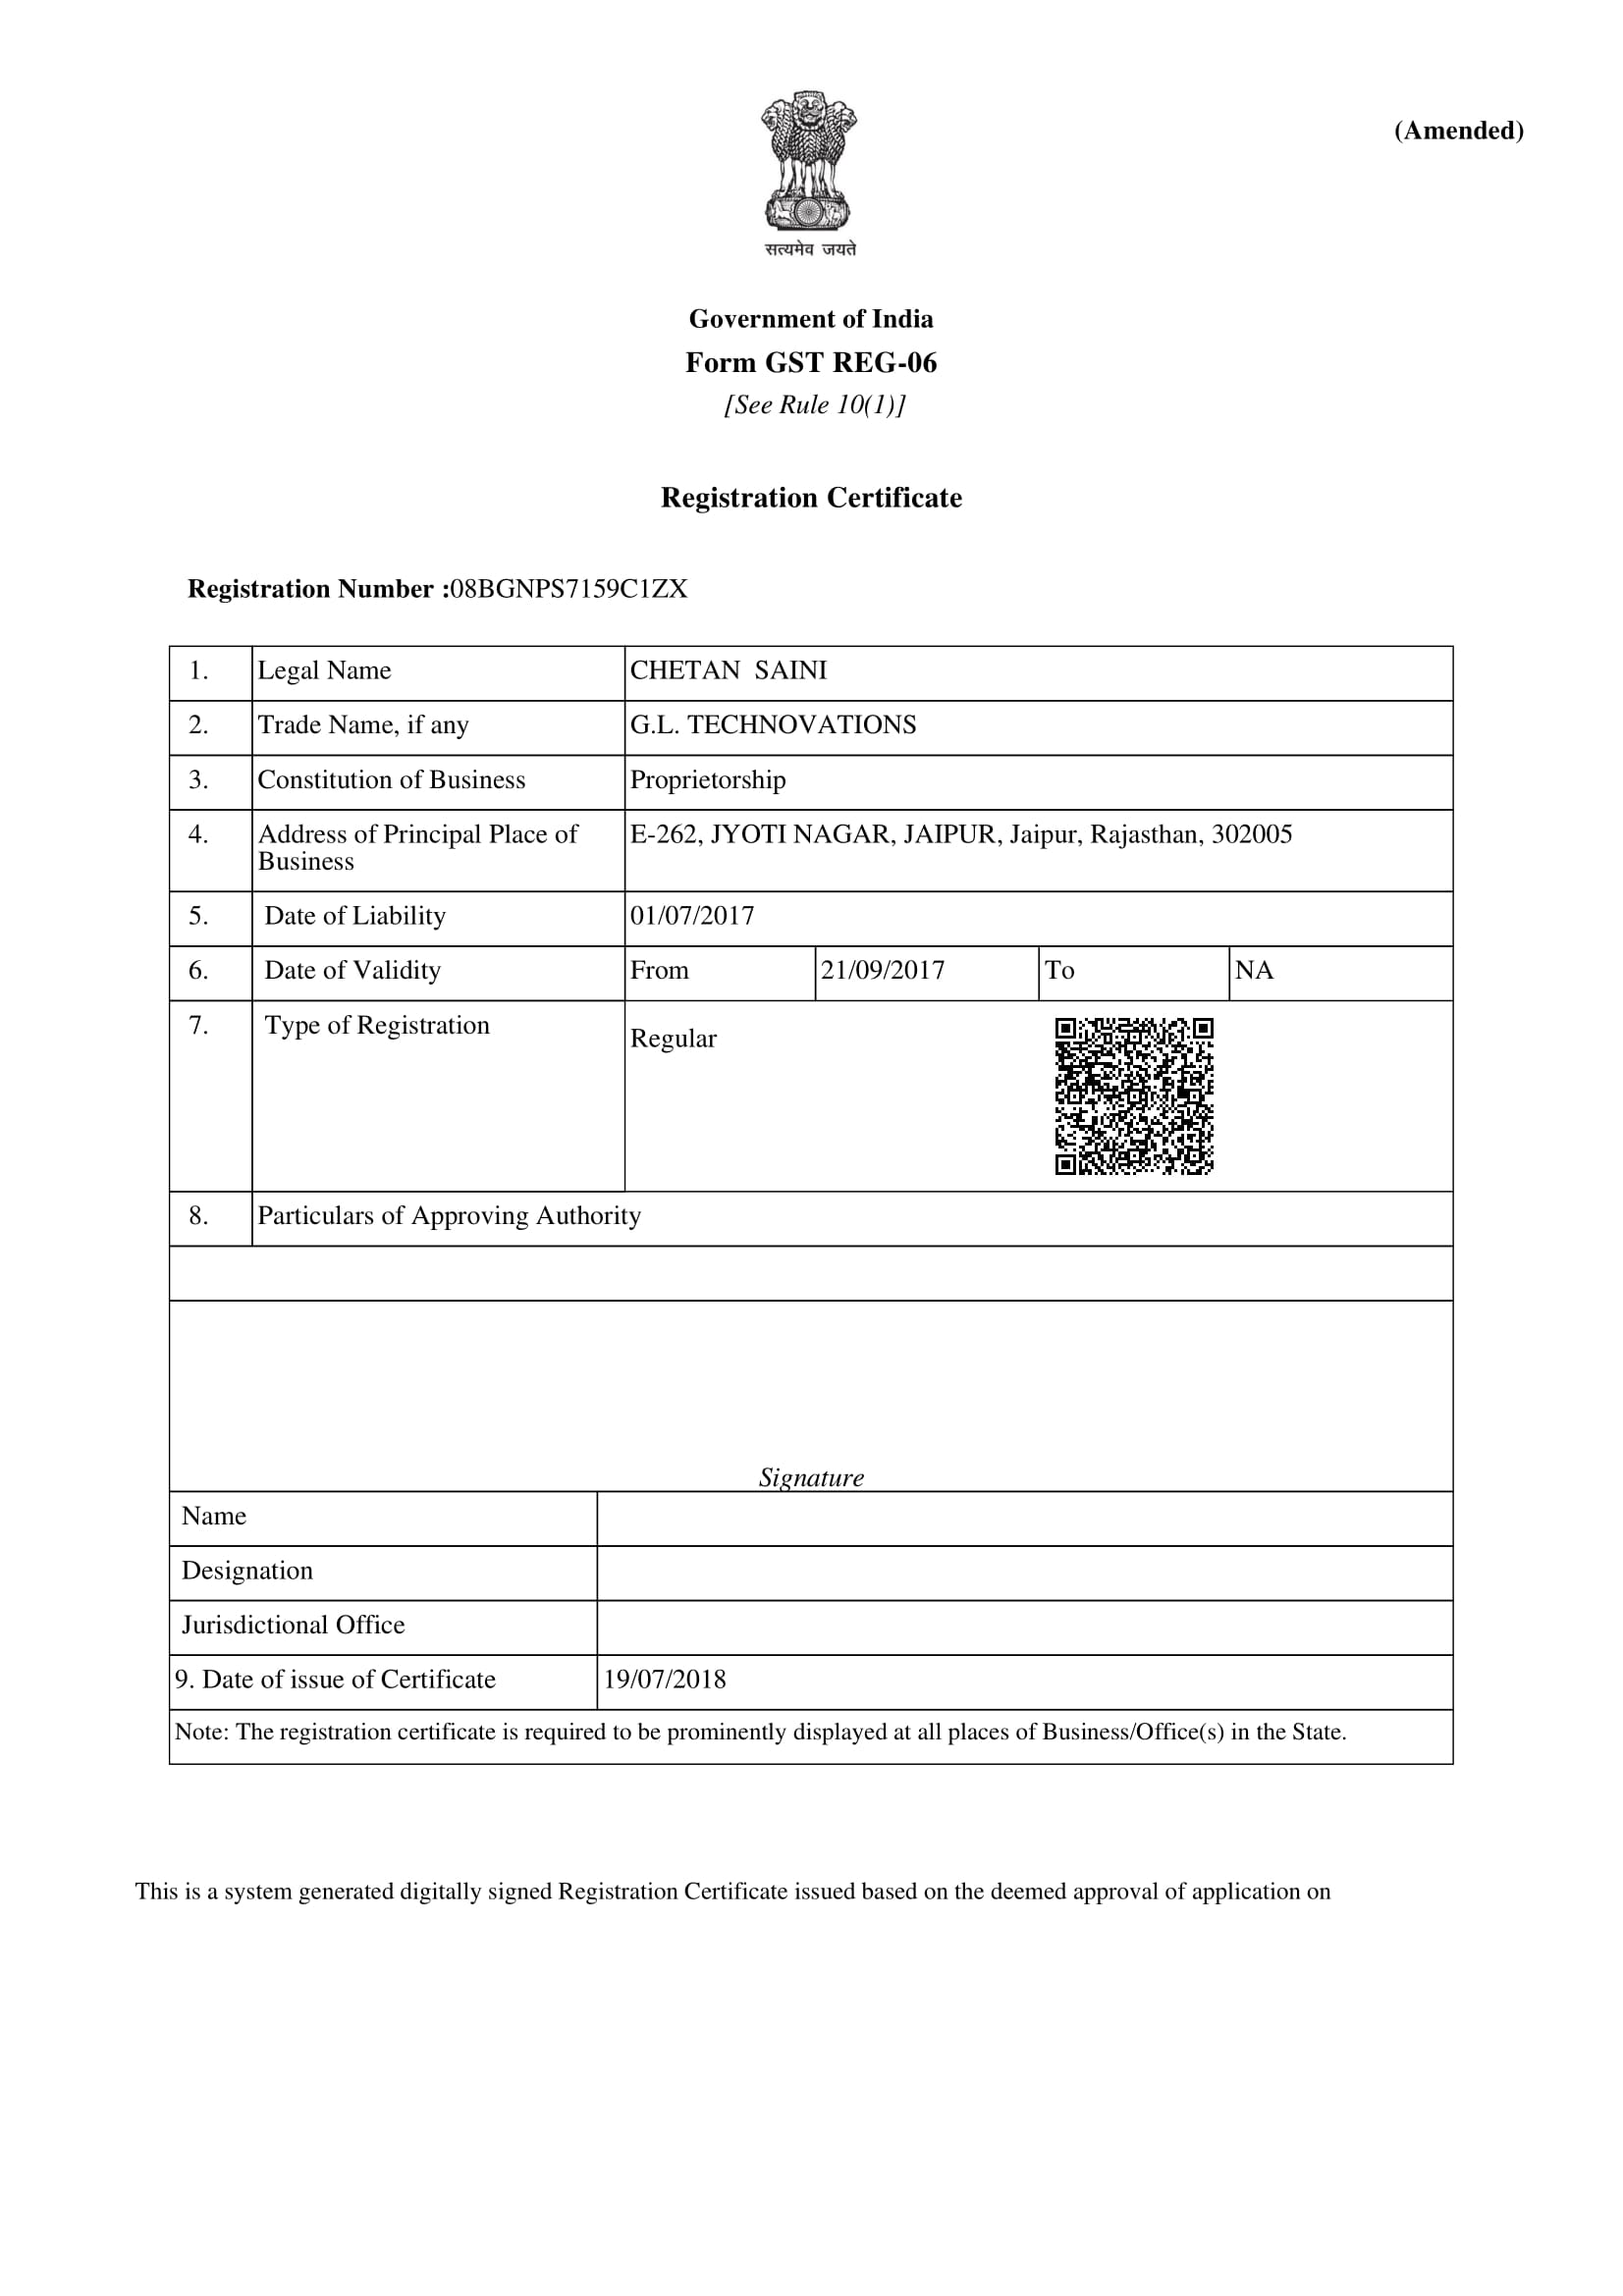 (Amended)
सत्यमेव जयते
Government of India
Form GST REG-06
[See Rule 10(1)]
Registration Certificate
Registration Number :08BGNPS7159C1ZX
1. Legal Name CHETAN SAINI
2. Trade Name, if any G.L. TECHNOVATIONS
3. Constitution of Business Proprietorship
4. Address of Principal Place of E-262, JYOTI NAGAR, JAIPUR, Jaipur, Rajasthan, 302005
Business
5. Date of Liability 01/07/2017
6. Date of Validity From 21/09/2017 To NA
7. Type of Registration Regular
8. Particulars of Approving Authority
Signature
Name
Designation
Jurisdictional Office
9. Date of issue of Certificate 19/07/2018
Note: The registration certificate is required to be prominently displayed at all places of Business/Office(s) in the State.
This is a system generated digitally signed Registration Certificate issued based on the deemed approval of application on